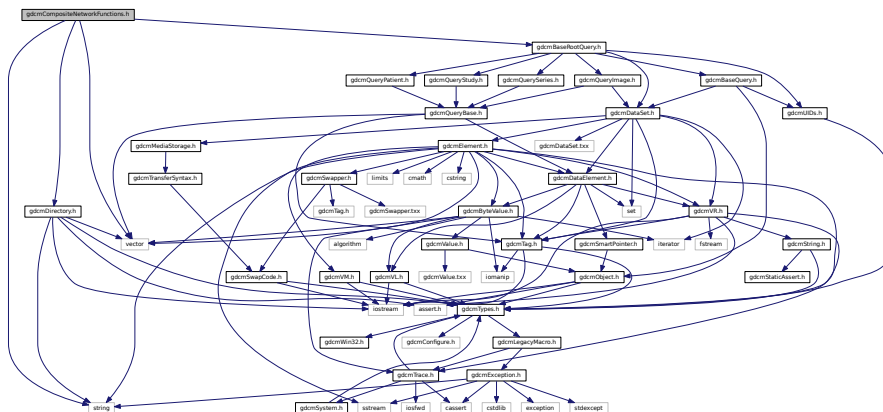 gdcmCompositeNetworkFunctions.h
gdcmBaseRootQuery.h
gdcmQueryPatient.h
gdcmQueryStudy.h
gdcmQuerySeries.h
gdcmQueryImage.h
gdcmBaseQuery.h
gdcmQueryBase.h
gdcmDataSet.h
gdcmUIDs.h
gdcmMediaStorage.h
gdcmElement.h
gdcmDataSet.txx
gdcmTransferSyntax.h
gdcmSwapper.h
limits
cmath
cstring
gdcmDataElement.h
gdcmDirectory.h
gdcmTag.h
gdcmSwapper.txx
gdcmByteValue.h
set
gdcmVR.h
vector
algorithm
gdcmValue.h
gdcmTag.h
gdcmSmartPointer.h
iterator
fstream
gdcmString.h
gdcmSwapCode.h
gdcmVM.h
gdcmVL.h
gdcmValue.txx
iomanip
gdcmObject.h
gdcmStaticAssert.h
iostream
assert.h
gdcmTypes.h
gdcmWin32.h
gdcmConfigure.h
gdcmLegacyMacro.h
gdcmTrace.h
gdcmException.h
string
gdcmSystem.h
sstream
iosfwd
cassert
cstdlib
exception
stdexcept